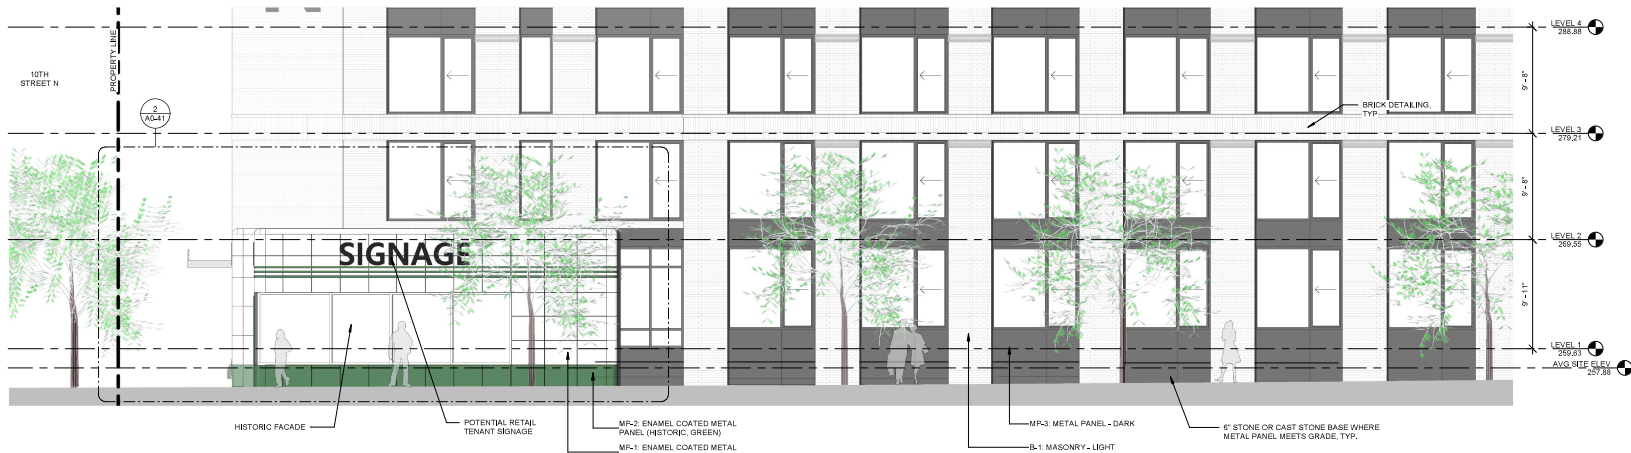 LEVEL 4
288.88
10TH
STREET N
PROPERTY LINE
9'-8"
2
A0-41
BRICK DETAILING,
TYP
LEVEL 3
279.21
9'-8"
SIGNAGE
LEVEL 2
269.55
9'-11"
LEVEL 1
259.63
AVG SITE ELEV
257.88
HISTORIC FACADE
POTENTIAL RETAIL
TENANT SIGNAGE
MP-2: ENAMEL COATED METAL
PANEL (HISTORIC, GREEN)
MP-1: ENAMEL COATED METAL
MP-3: METAL PANEL - DARK
B-1: MASONRY - LIGHT
6" STONE OR CAST STONE BASE WHERE
METAL PANEL MEETS GRADE, TYP.